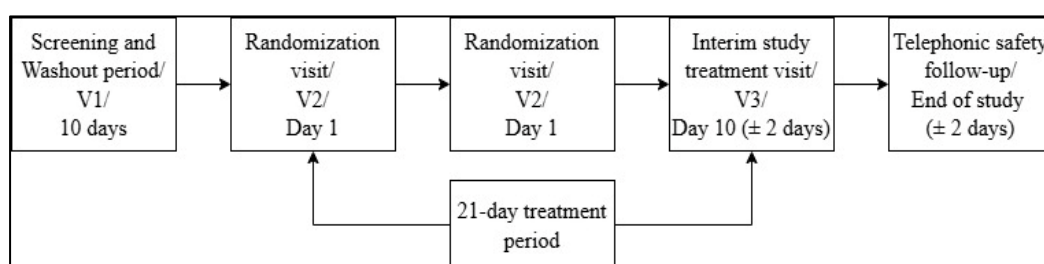 Screening and
Washout period/
V1/
10 days
Randomization
visit/
V2/
Day 1
Randomization
visit/
V2/
Day 1
Interim study
treatment visit/
V3/
Day 10 (± 2 days)
Telephonic safety
follow-up/
End of study
(± 2 days)
21-day treatment
period